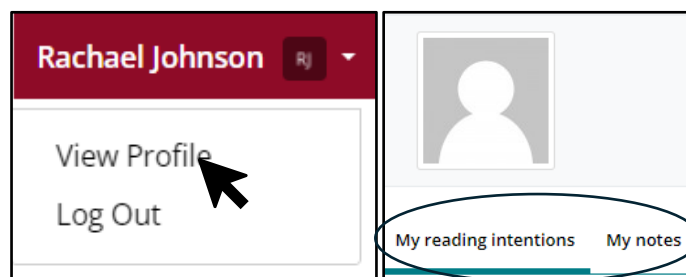 Rachael Johnson RJ
View Profile
Log Out
My reading intentions My notes